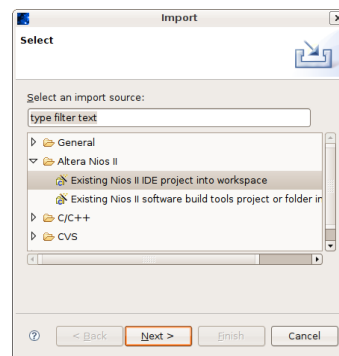 Import
Select
Select an import source:
type filter text
General
Altera Nios II
Existing Nios II IDE project into workspace
Existing Nios II software build tools project or folder in
C/C++
CVS
< Back Next > Finish Cancel